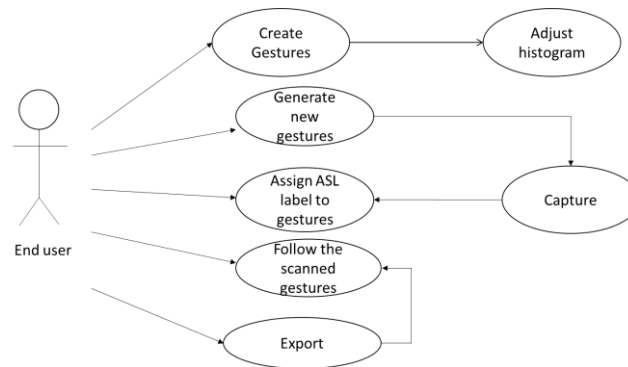 Create
Gestures
Adjust
histogram
Generate
new
gestures
Assign ASL
label to
gestures
Capture
End user
Follow the
scanned
gestures
Export